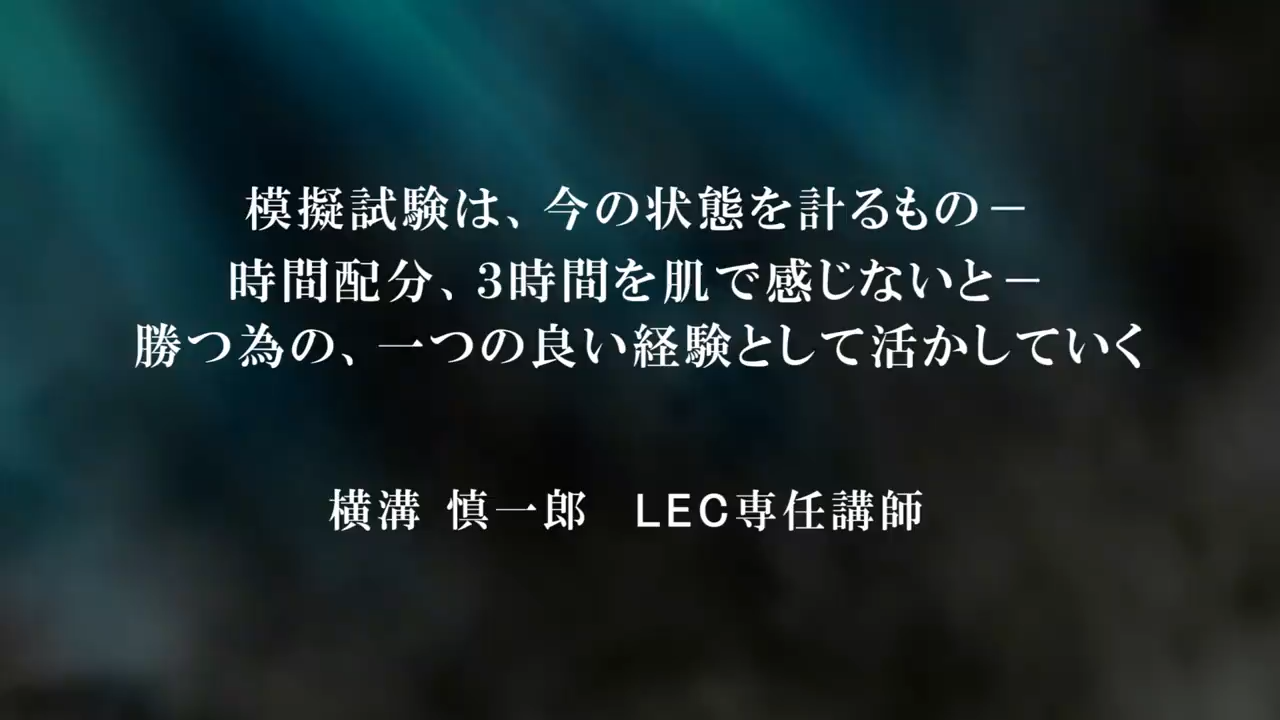 模擬試験は、今の状態を計るもの－
時間配分、3時間を肌で感じないと－
勝つ為の、一つの良い経験として活かしていく
横溝 慎一郎　LEC専任講師